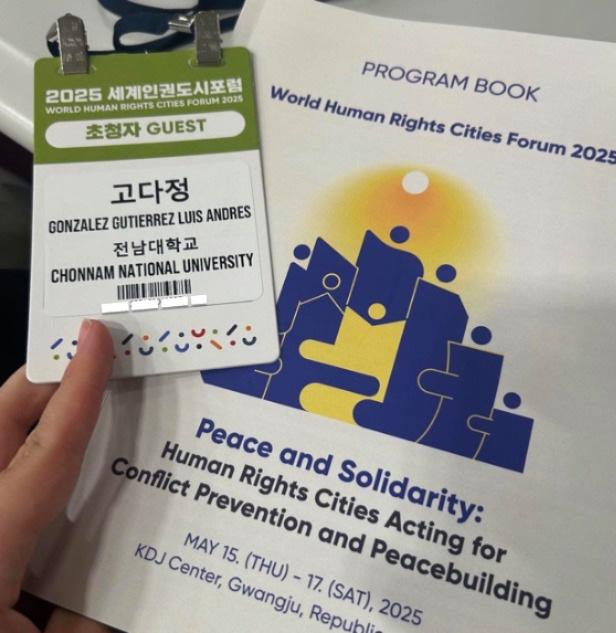 2025 세계인권도시포럼
WORLD HUMAN RIGHTS CITIES FORUM 2025
초청자 GUEST
고다정
GONZALEZ GUTIERREZ LUIS ANDRES
전남대학교
CHONNAM NATIONAL UNIVERSITY
PROGRAM BOOK
World Human Rights Cities Forum 2025
Peace and Solidarity:
Human Rights Cities Acting for
Conflict Prevention and Peacebuilding
MAY 15. (THU) - 17. (SAT), 2025
KDJ Center, Gwangju,